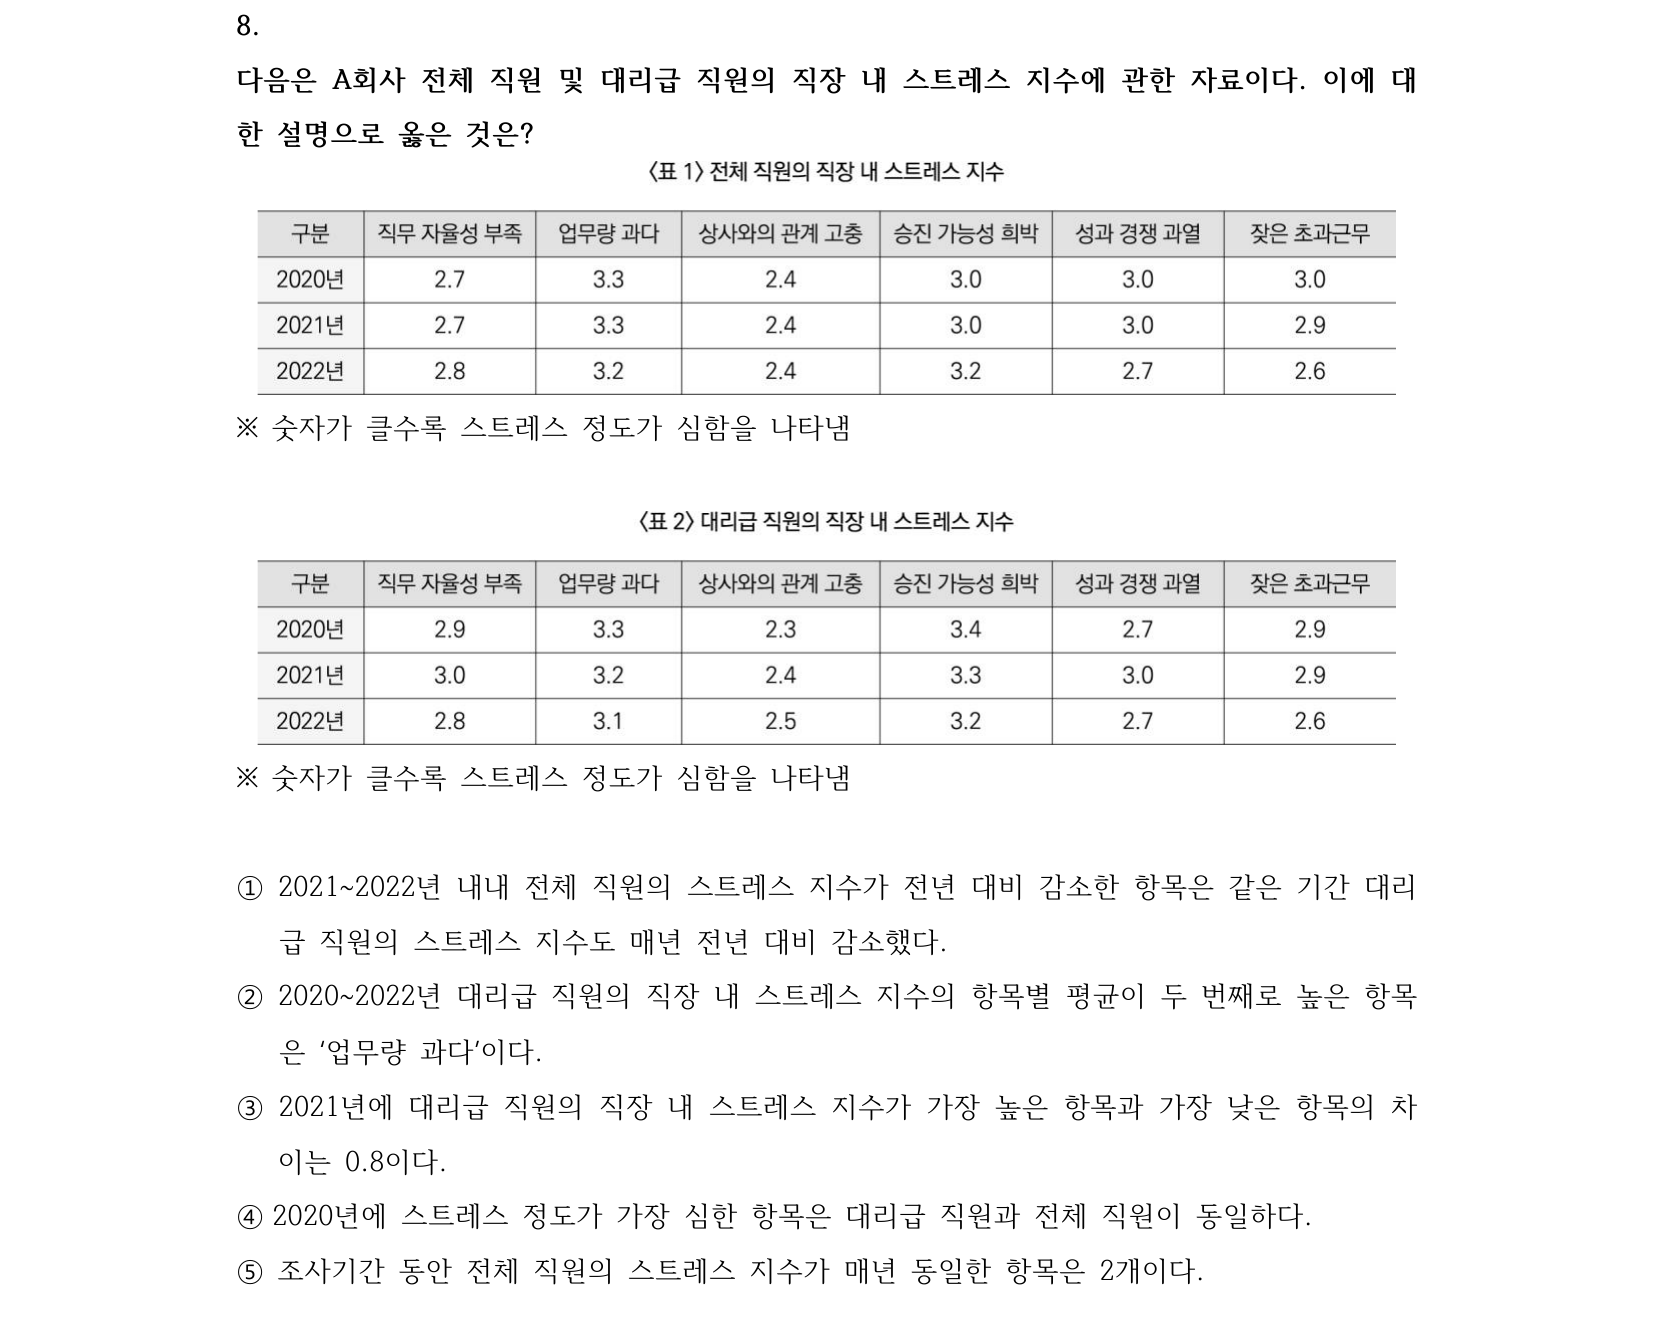 8.
다음은 A회사 전체 직원 및 대리급 직원의 직장 내 스트레스 지수에 관한 자료이다. 이에 대
한 설명으로 옳은 것은?
〈표 1〉 전체 직원의 직장 내 스트레스 지수
구분 직무 자율성 부족 업무량 과다 상사와의 관계 고충 승진 가능성 희박 성과 경쟁 과열 잦은 초과근무
2020년 2.7 3.3 2.4 3.0 3.0 3.0
2021년 2.7 3.3 2.4 3.0 3.0 2.9
2022년 2.8 3.2 2.4 3.2 2.7 2.6
※ 숫자가 클수록 스트레스 정도가 심함을 나타냄
〈표 2〉 대리급 직원의 직장 내 스트레스 지수
구분 직무 자율성 부족 업무량 과다 상사와의 관계 고충 승진 가능성 희박 성과 경쟁 과열 잦은 초과근무
2020년 2.9 3.3 2.3 3.4 2.7 2.9
2021년 3.0 3.2 2.4 3.3 3.0 2.9
2022년 2.8 3.1 2.5 3.2 2.7 2.6
※ 숫자가 클수록 스트레스 정도가 심함을 나타냄
① 2021~2022년 내내 전체 직원의 스트레스 지수가 전년 대비 감소한 항목은 같은 기간 대리
급 직원의 스트레스 지수도 매년 전년 대비 감소했다.
② 2020~2022년 대리급 직원의 직장 내 스트레스 지수의 항목별 평균이 두 번째로 높은 항목
은 '업무량 과다'이다.
③ 2021년에 대리급 직원의 직장 내 스트레스 지수가 가장 높은 항목과 가장 낮은 항목의 차
이는 0.8이다.
④ 2020년에 스트레스 정도가 가장 심한 항목은 대리급 직원과 전체 직원이 동일하다.
⑤ 조사기간 동안 전체 직원의 스트레스 지수가 매년 동일한 항목은 2개이다.